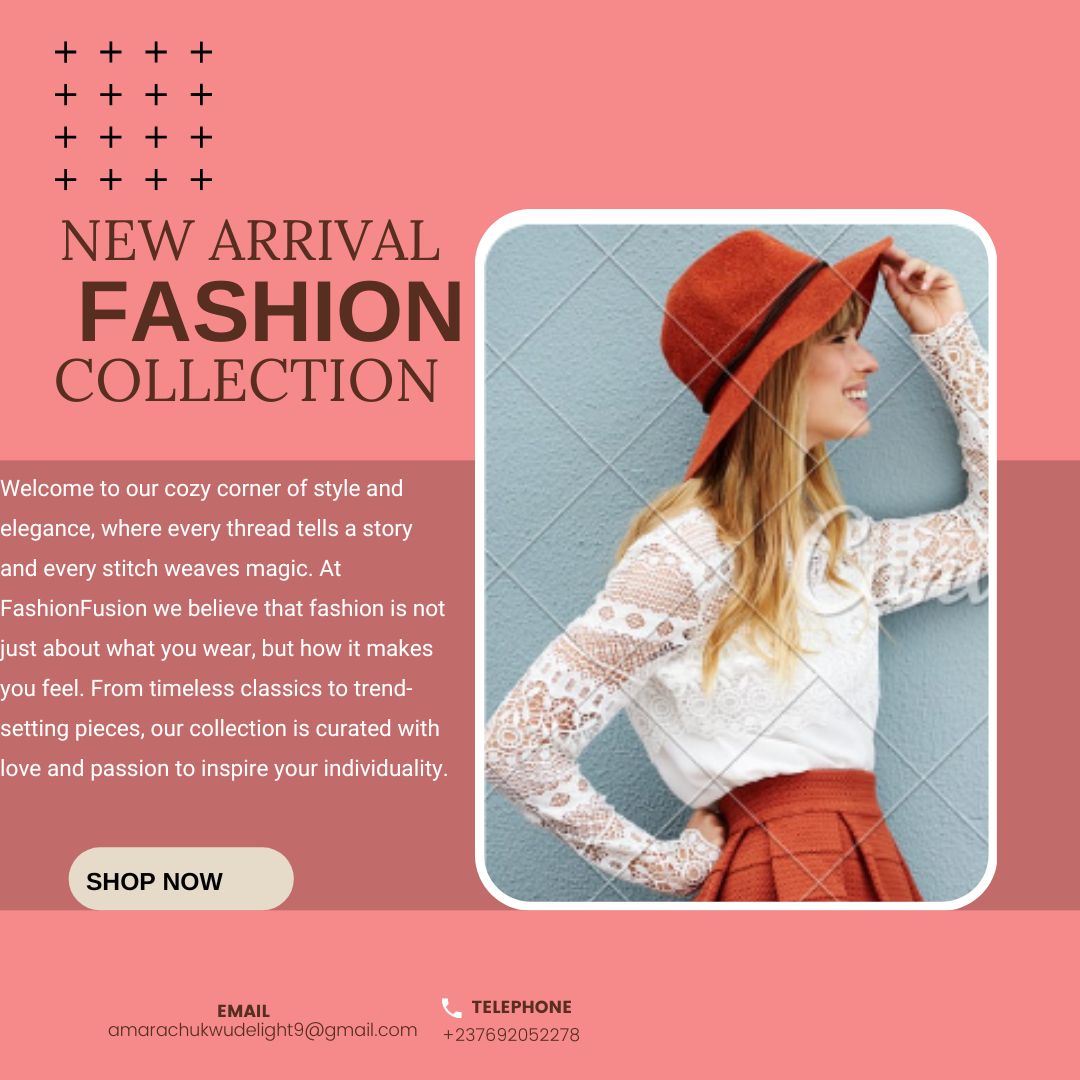 NEW ARRIVAL
FASHION
COLLECTION
Welcome to our cozy corner of style and
elegance, where every thread tells a story
and every stitch weaves magic. At
FashionFusion we believe that fashion is not
just about what you wear, but how it makes
you feel. From timeless classics to trend-
setting pieces, our collection is curated with
love and passion to inspire your individuality.
SHOP NOW
EMAIL
amarachukwudelight9@gmail.com
TELEPHONE
+237692052278